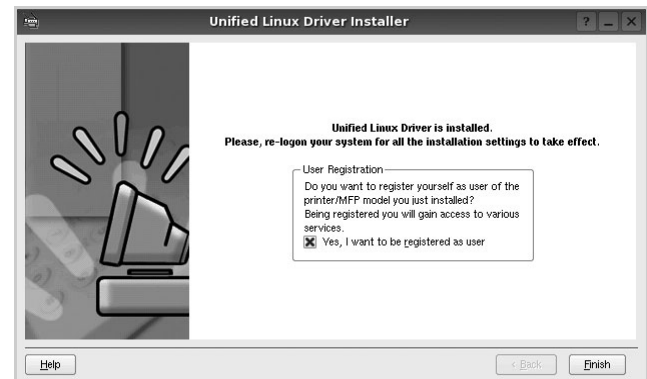 Unified Linux Driver Installer
Unified Linux Driver is installed.
Please, re-logon your system for all the installation settings to take effect.
User Registration
Do you want to register yourself as user of the
printer/MFP model you just installed?
Being registered you will gain access to various
services.
Yes, I want to be registered as user
Help
< Back
Finish